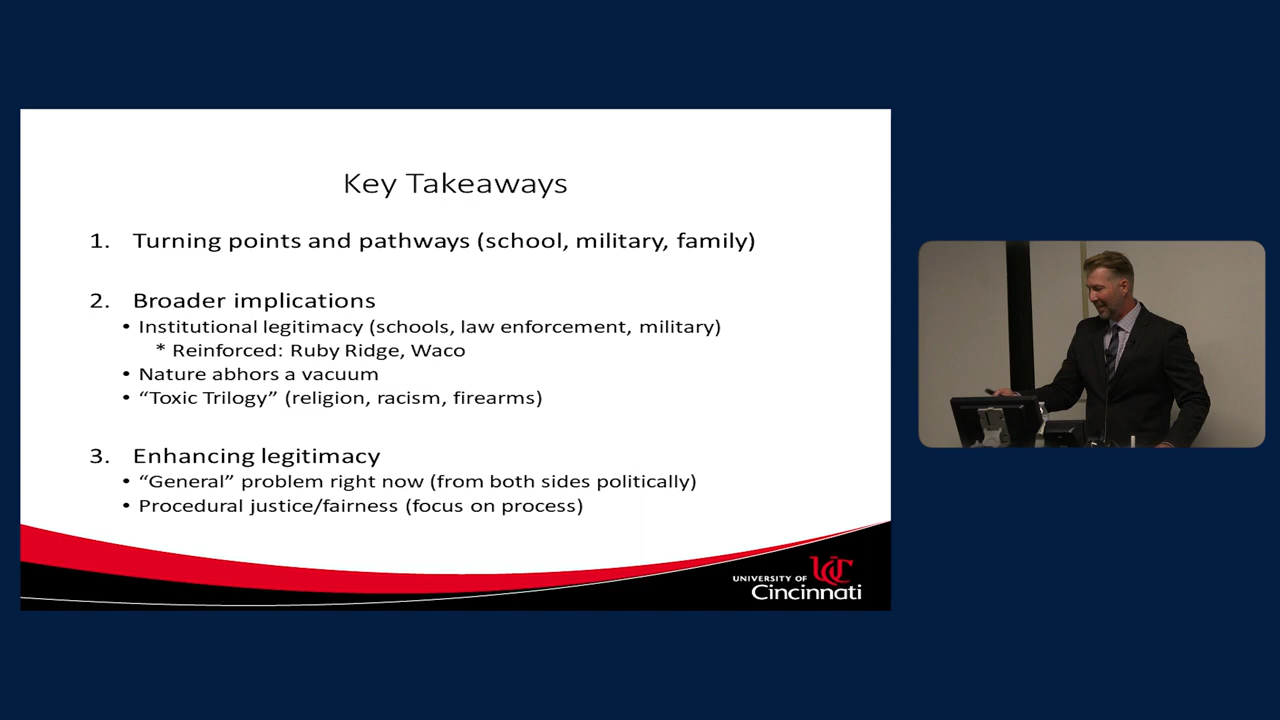 Key Takeaways
1. Turning points and pathways (school, military, family)
2. Broader implications
• Institutional legitimacy (schools, law enforcement, military)
* Reinforced: Ruby Ridge, Waco
• Nature abhors a vacuum
• “Toxic Trilogy” (religion, racism, firearms)
3. Enhancing legitimacy
• “General” problem right now (from both sides politically)
• Procedural justice/fairness (focus on process)
UC
UNIVERSITY OF
Cincinnati